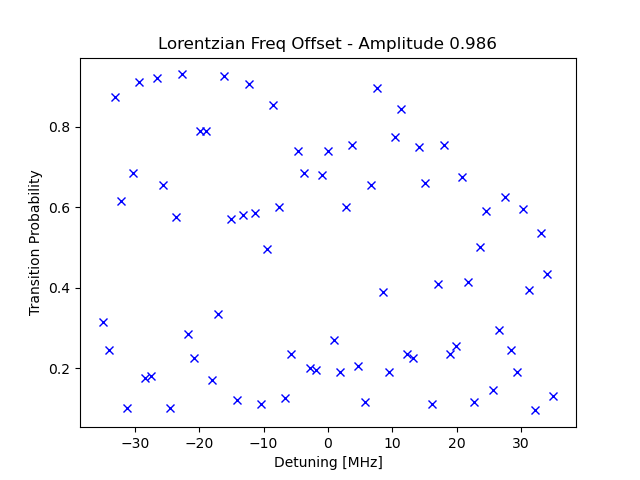 Lorentzian Freq Offset - Amplitude 0.986
Transition Probability
0.8
0.6
0.4
0.2
−30 −20 −10 0 10 20 30
Detuning [MHz]